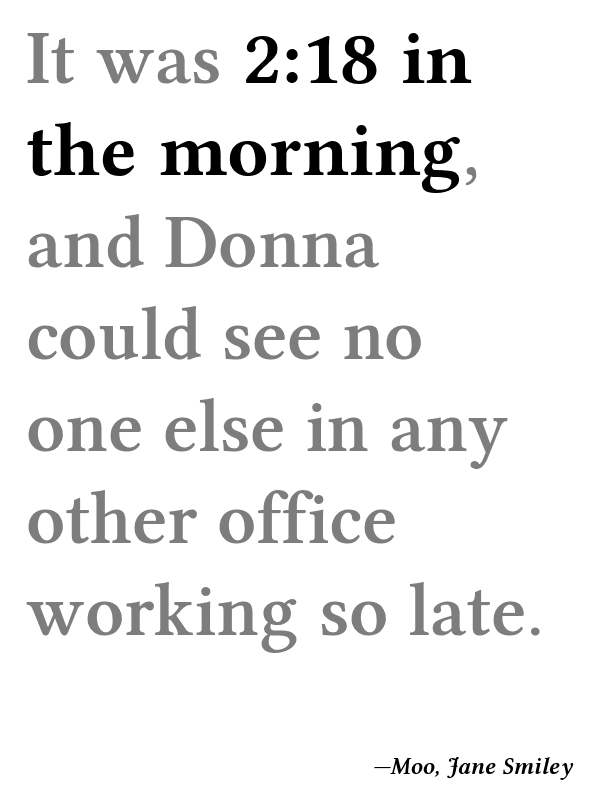 It was 2:18 in
the morning,
and Donna
could see no
one else in any
other office
working so late.
—Moo, Jane Smiley